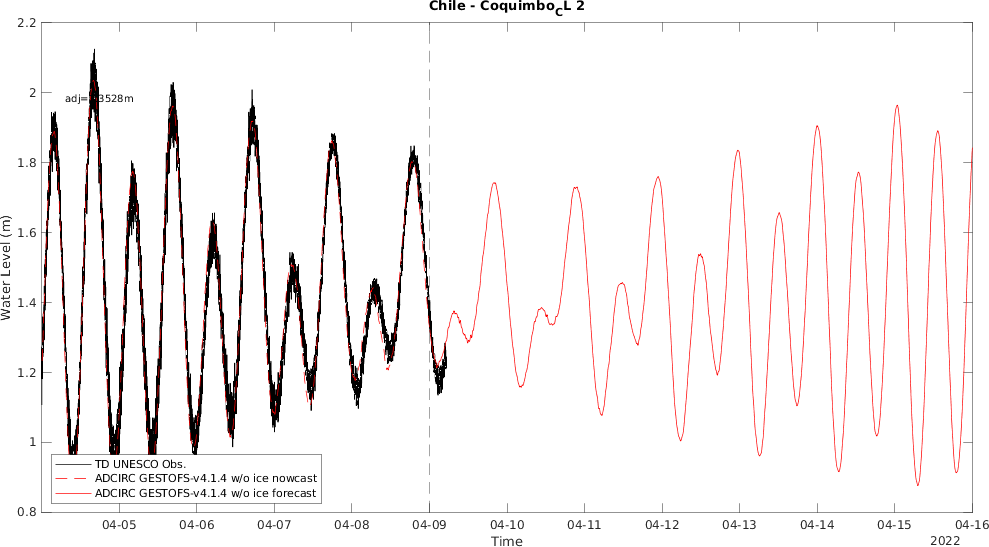 Chile - Coquimbo_CL 2
2.2
2
1.8
1.6
1.4
1.2
1
0.8
Water Level (m)
3528m
TD UNESCO Obs.
ADCIRC GESTOFS-v4.1.4 w/o ice nowcast
ADCIRC GESTOFS-v4.1.4 w/o ice forecast
04-05 04-06 04-07 04-08 04-09 04-10 04-11 04-12 04-13 04-14 04-15 04-16
Time
2022